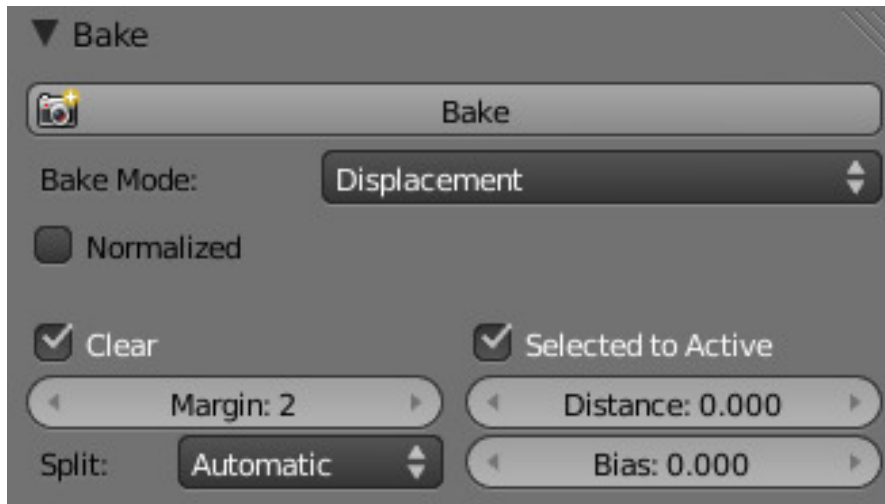 Bake
Bake
Bake Mode: Displacement
Normalized
Clear Selected to Active
Margin: 2 Distance: 0.000
Split: Automatic Bias: 0.000